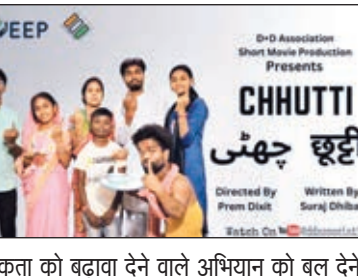 VEEP
D+D Association
Short Movie Production
Presents
CHHUTTI
چھٹی छूट्टी
Directed By Written By
Prem Dixit Suraj Dibha
Watch On
कता को बढ़ावा देने वाले अभियान को बल देने